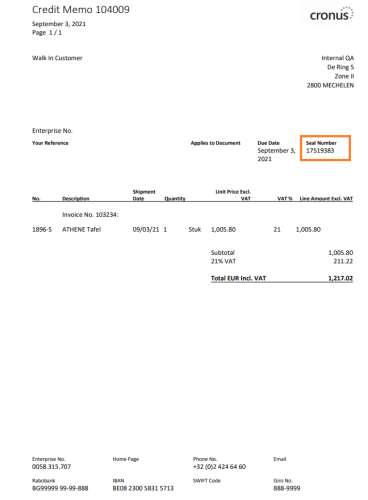 Credit Memo 104009
cronus
September 3, 2021
Page 1 / 1
Walk In Customer
Internal QA
De Ring 5
Zone II
2800 MECHELEN
Enterprise No.
Your Reference Applies to Document Due Date Seal Number
September 3, 2021 17519383
No. Description Shipment Date Quantity Unit Price Excl. VAT VAT % Line Amount Excl. VAT
Invoice No. 103234:
1896-S ATHENE Tafel 09/03/21 1 Stuk 1,005.80 21 1,005.80
Subtotal 1,005.80
21% VAT 211.22
Total EUR Incl. VAT 1,217.02
Enterprise No. Home Page Phone No. Email
0058.315.707 +32 (0)2 424 64 60
Rabobank IBAN SWIFT Code Giro No.
BG99999 99-99-888 BE08 2300 5831 5713 888-9999